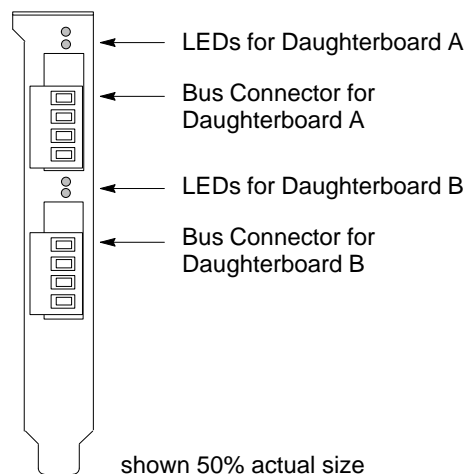 LEDs for Daughterboard A
Bus Connector for
Daughterboard A
LEDs for Daughterboard B
Bus Connector for
Daughterboard B
shown 50% actual size